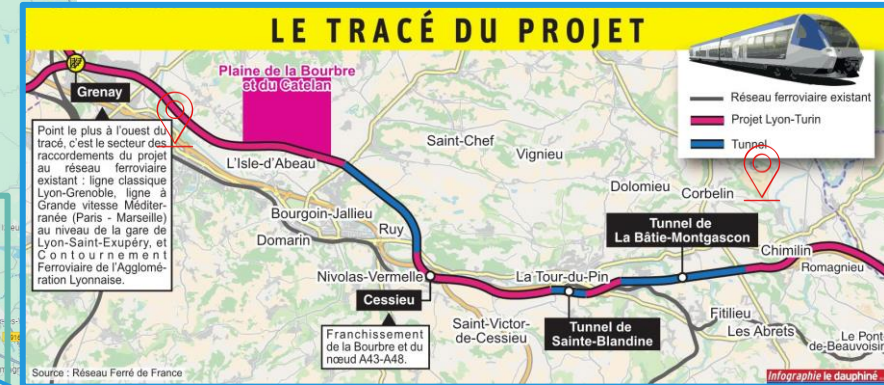 LE TRACÉ DU PROJET
Réseau ferroviaire existant
Projet Lyon-Turin
Tunnel
Grenay
Plaine de la Bourbre
et du Catelan
Point le plus à l'ouest du
tracé, c'est le secteur des
raccordements du projet
au réseau ferroviaire
existant : ligne classique
Lyon-Grenoble, ligne à
Grande vitesse Méditer-
ranée (Paris - Marseille)
au niveau de la gare de
Lyon-Saint-Exupéry, et
Contournement
Ferroviaire de l'Agglomé-
ration Lyonnaise.
L'Isle-d'Abeau
Saint-Chef
Vignieu
Dolomieu
Corbelin
Bourgoin-Jallieu
Ruy
Domarin
Tunnel de
La Bâtie-Montgascon
Chimilin
Romagnieu
Nivolas-Vermelle
La Tour-du-Pin
Cessieu
Franchissement
de la Bourbre et du
nœud A43-A48.
Saint-Victor-
de-Cessieu
Tunnel de
Sainte-Blandine
Fitilieu
Les Abrets
Le Pont-
de-Beauvoisin
Source : Réseau Ferré de France
Infographie le dauphiné